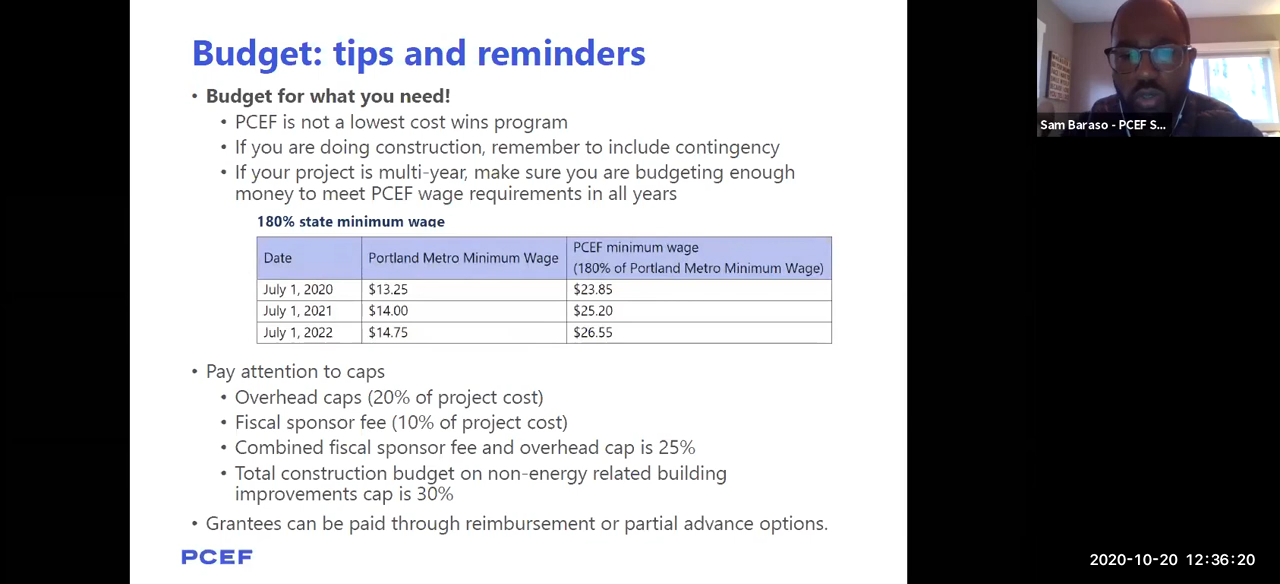 Budget: tips and reminders
• Budget for what you need!
• PCEF is not a lowest cost wins program
• If you are doing construction, remember to include contingency
• If your project is multi-year, make sure you are budgeting enough
money to meet PCEF wage requirements in all years
180% state minimum wage
Date
Portland Metro Minimum Wage
PCEF minimum wage
(180% of Portland Metro Minimum Wage)
July 1, 2020 $13.25 $23.85
July 1, 2021 $14.00 $25.20
July 1, 2022 $14.75 $26.55
• Pay attention to caps
• Overhead caps (20% of project cost)
• Fiscal sponsor fee (10% of project cost)
• Combined fiscal sponsor fee and overhead cap is 25%
• Total construction budget on non-energy related building
improvements cap is 30%
• Grantees can be paid through reimbursement or partial advance options.
PCEF
Sam Baraso - PCEF S...
2020-10-20 12:36:20